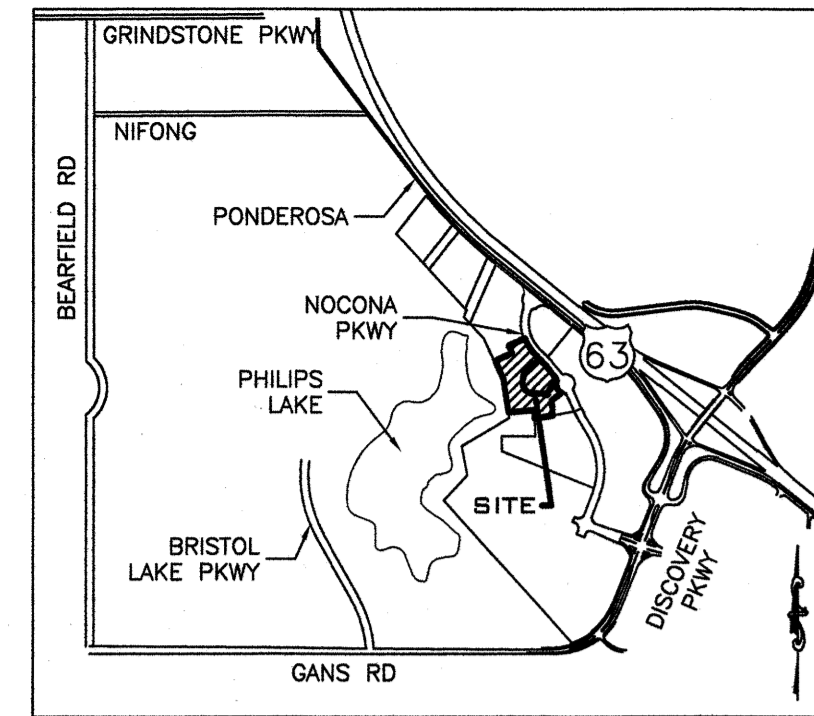 GRINDSTONE PKWY
NIFONG
BEARFIELD RD
PONDEROSA
NOCONA
PKWY
63
PHILIPS
LAKE
SITE
BRISTOL
LAKE PKWY
DISCOVERY
PKWY
GANS RD